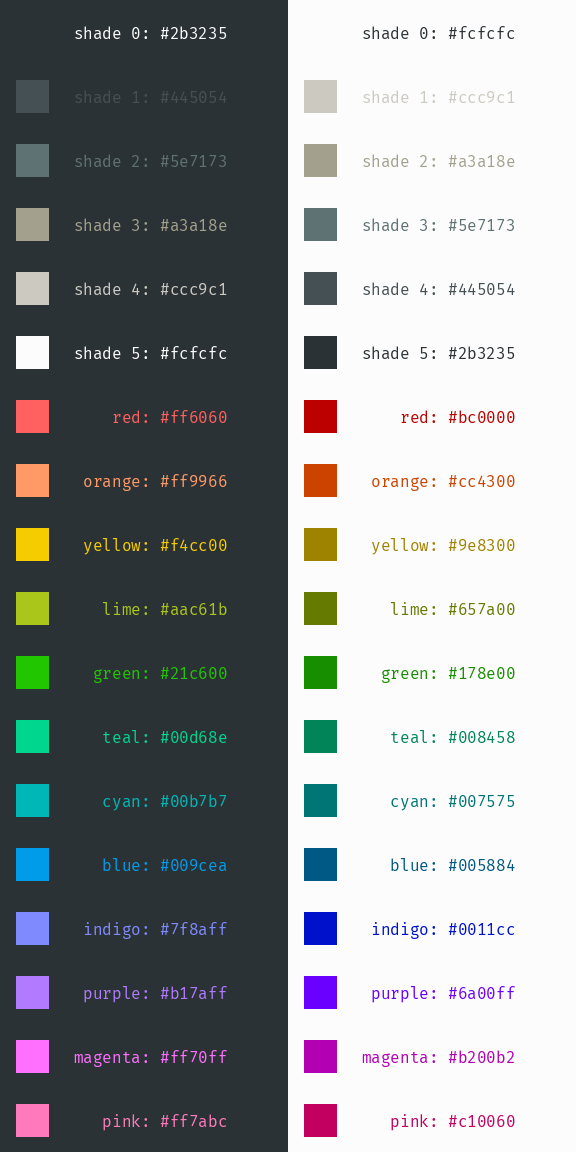 shade 0: #2b3235
shade 1: #445054
shade 2: #5e7173
shade 3: #a3a18e
shade 4: #ccc9c1
shade 5: #fcfcfc
red: #ff6060
orange: #ff9966
yellow: #f4cc00
lime: #aac61b
green: #21c600
teal: #00d68e
cyan: #00b7b7
blue: #009cea
indigo: #7f8aff
purple: #b17aff
magenta: #ff70ff
pink: #ff7abc
shade 0: #fcfcfc
shade 1: #ccc9c1
shade 2: #a3a18e
shade 3: #5e7173
shade 4: #445054
shade 5: #2b3235
red: #bc0000
orange: #cc4300
yellow: #9e8300
lime: #657a00
green: #178e00
teal: #008458
cyan: #007575
blue: #005884
indigo: #0011cc
purple: #6a00ff
magenta: #b200b2
pink: #c10060